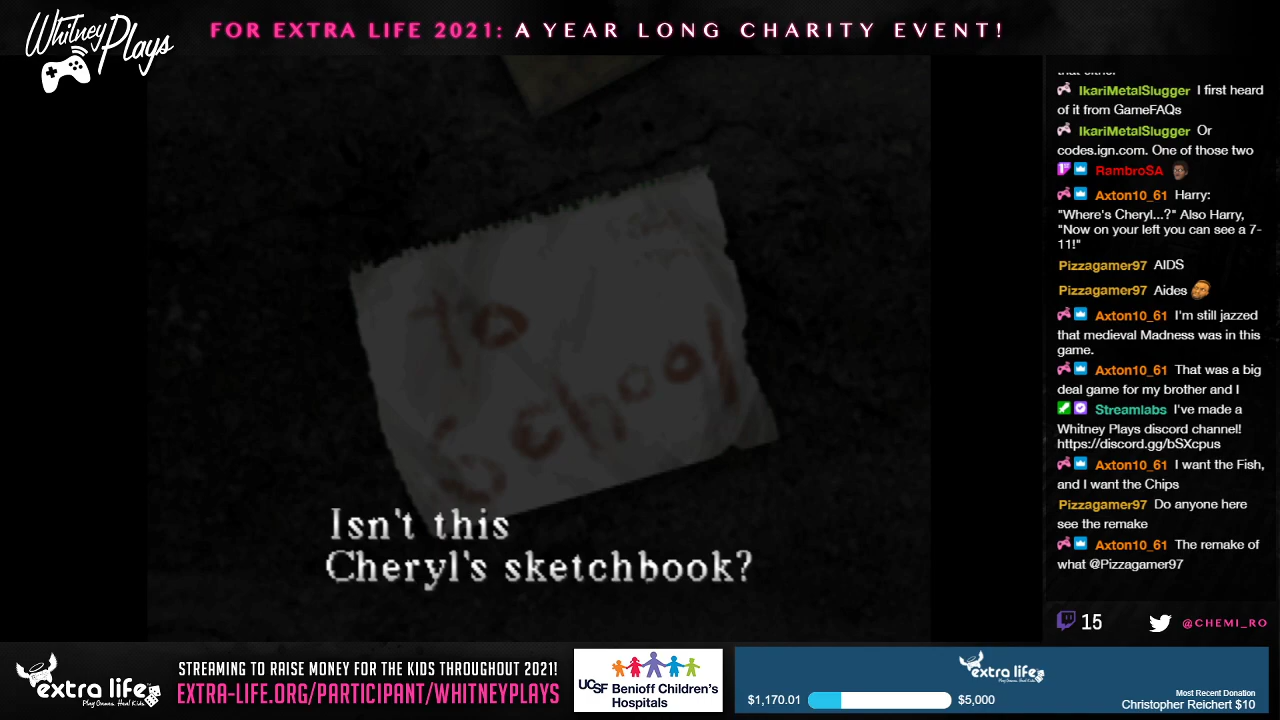 Whitney Plays
FOR EXTRA LIFE 2021: A YEAR LONG CHARITY EVENT!
To
School
Isn't this
Cheryl's sketchbook?
IkariMetalSlugger I first heard
of it from GameFAQs
IkariMetalSlugger Or
codes.ign.com. One of those two
RambroSA
Axton10_61 Harry:
"Where's Cheryl...?" Also Harry,
"Now on your left you can see a 7-
11!"
Pizzagamer97 AIDS
Pizzagamer97 Aides
Axton10_61 I'm still jazzed
that medieval Madness was in this
game.
Axton10_61 That was a big
deal game for my brother and I
Streamlabs I've made a
Whitney Plays discord channel!
https://discord.gg/bSXcpus
Axton10_61 I want the Fish,
and I want the Chips
Pizzagamer97 Do anyone here
see the remake
Axton10_61 The remake of
what @Pizzagamer97
15
@CHEMI_RO
extra life
Play Games. Heal Kids.
STREAMING TO RAISE MONEY FOR THE KIDS THROUGHOUT 2021!
EXTRA-LIFE.ORG/PARTICIPANT/WHITNEYPLAYS
UCSF Benioff Children's
Hospitals
extra life
$1,170.01
$5,000
Most Recent Donation
Christopher Reichert $10